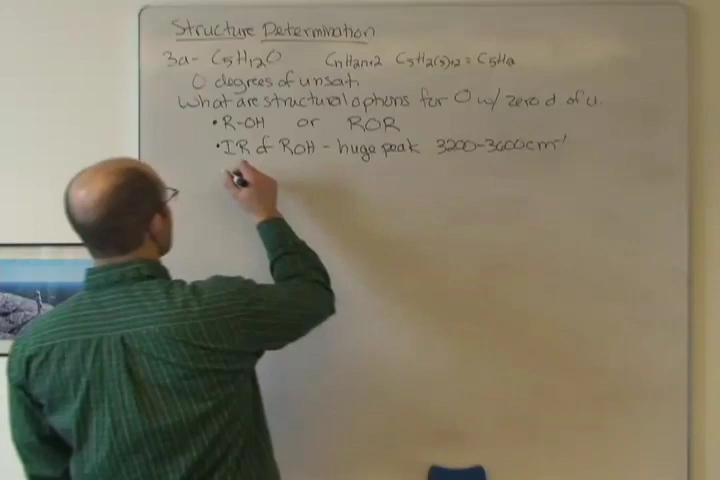 Structure Determination
3a- C5H12O CnH2n+2 C5H2(5)+2 = C5H12
0 degrees of unsat.
What are structural options for O w/ zero d of u.
• R-OH or ROR
• IR of ROH - huge peak 3200-3600cm⁻¹